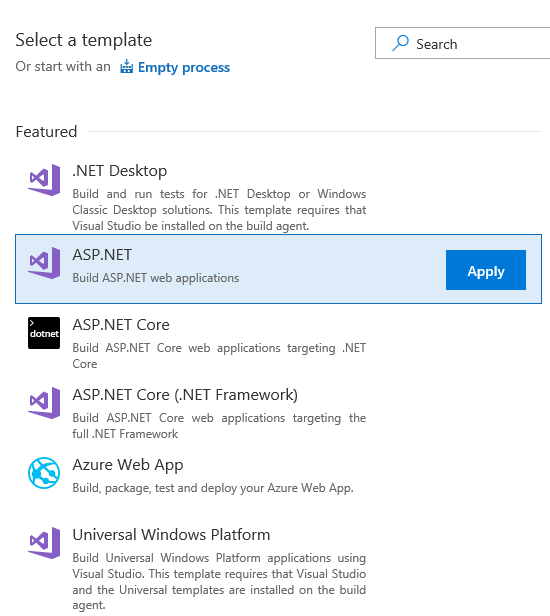 Select a template
Search
Or start with an Empty process
Featured
.NET Desktop
Build and run tests for .NET Desktop or Windows
Classic Desktop solutions. This template requires that
Visual Studio be installed on the build agent.
ASP.NET
Build ASP.NET web applications
Apply
>
dotnet
ASP.NET Core
Build ASP.NET Core web applications targeting .NET
Core
ASP.NET Core (.NET Framework)
Build ASP.NET Core web applications targeting the
full .NET Framework
Azure Web App
Build, package, test and deploy your Azure Web App.
Universal Windows Platform
Build Universal Windows Platform applications using
Visual Studio. This template requires that Visual Studio
and the Universal templates are installed on the build
agent.